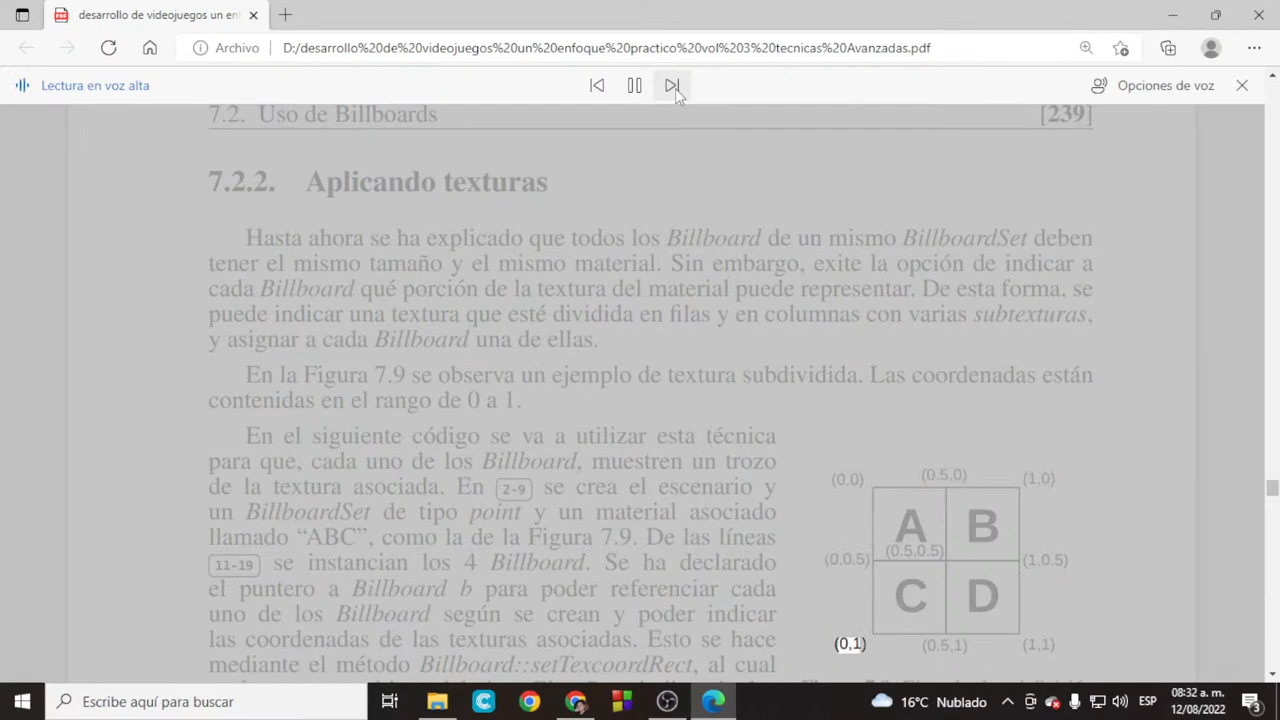 desarrollo de videojuegos un en
Archivo
D:/desarrollo%20de%20videojuegos%20un%20enfoque%20practico%20vol%203%20tecnicas%20Avanzadas.pdf
Lectura en voz alta
Opciones de voz
7.2. Uso de Billboards [239]
7.2.2. Aplicando texturas
Hasta ahora se ha explicado que todos los Billboard de un mismo BillboardSet deben
tener el mismo tamaño y el mismo material. Sin embargo, exite la opción de indicar a
cada Billboard qué porción de la textura del material puede representar. De esta forma, se
puede indicar una textura que esté dividida en filas y en columnas con varias subtexturas,
y asignar a cada Billboard una de ellas.
En la Figura 7.9 se observa un ejemplo de textura subdividida. Las coordenadas están
contenidas en el rango de 0 a 1.
En el siguiente código se va a utilizar esta técnica
para que, cada uno de los Billboard, muestren un trozo
de la textura asociada. En 2-9 se crea el escenario y
un BillboardSet de tipo point y un material asociado
llamado “ABC”, como la de la Figura 7.9. De las líneas
11-19 se instancian los 4 Billboard. Se ha declarado
el puntero a Billboard b para poder referenciar cada
uno de los Billboard según se crean y poder indicar
las coordenadas de las texturas asociadas. Esto se hace
mediante el método Billboard::setTexcoordRect, al cual
(0.0) (0.5,0) (1,0)
A B
(0.5,0.5)
(0,0.5) (1,0.5)
C D
(0,1) (0.5,1) (1,1)
Escribe aquí para buscar
16°C Nublado
ESP
08:32 a. m.
12/08/2022
3